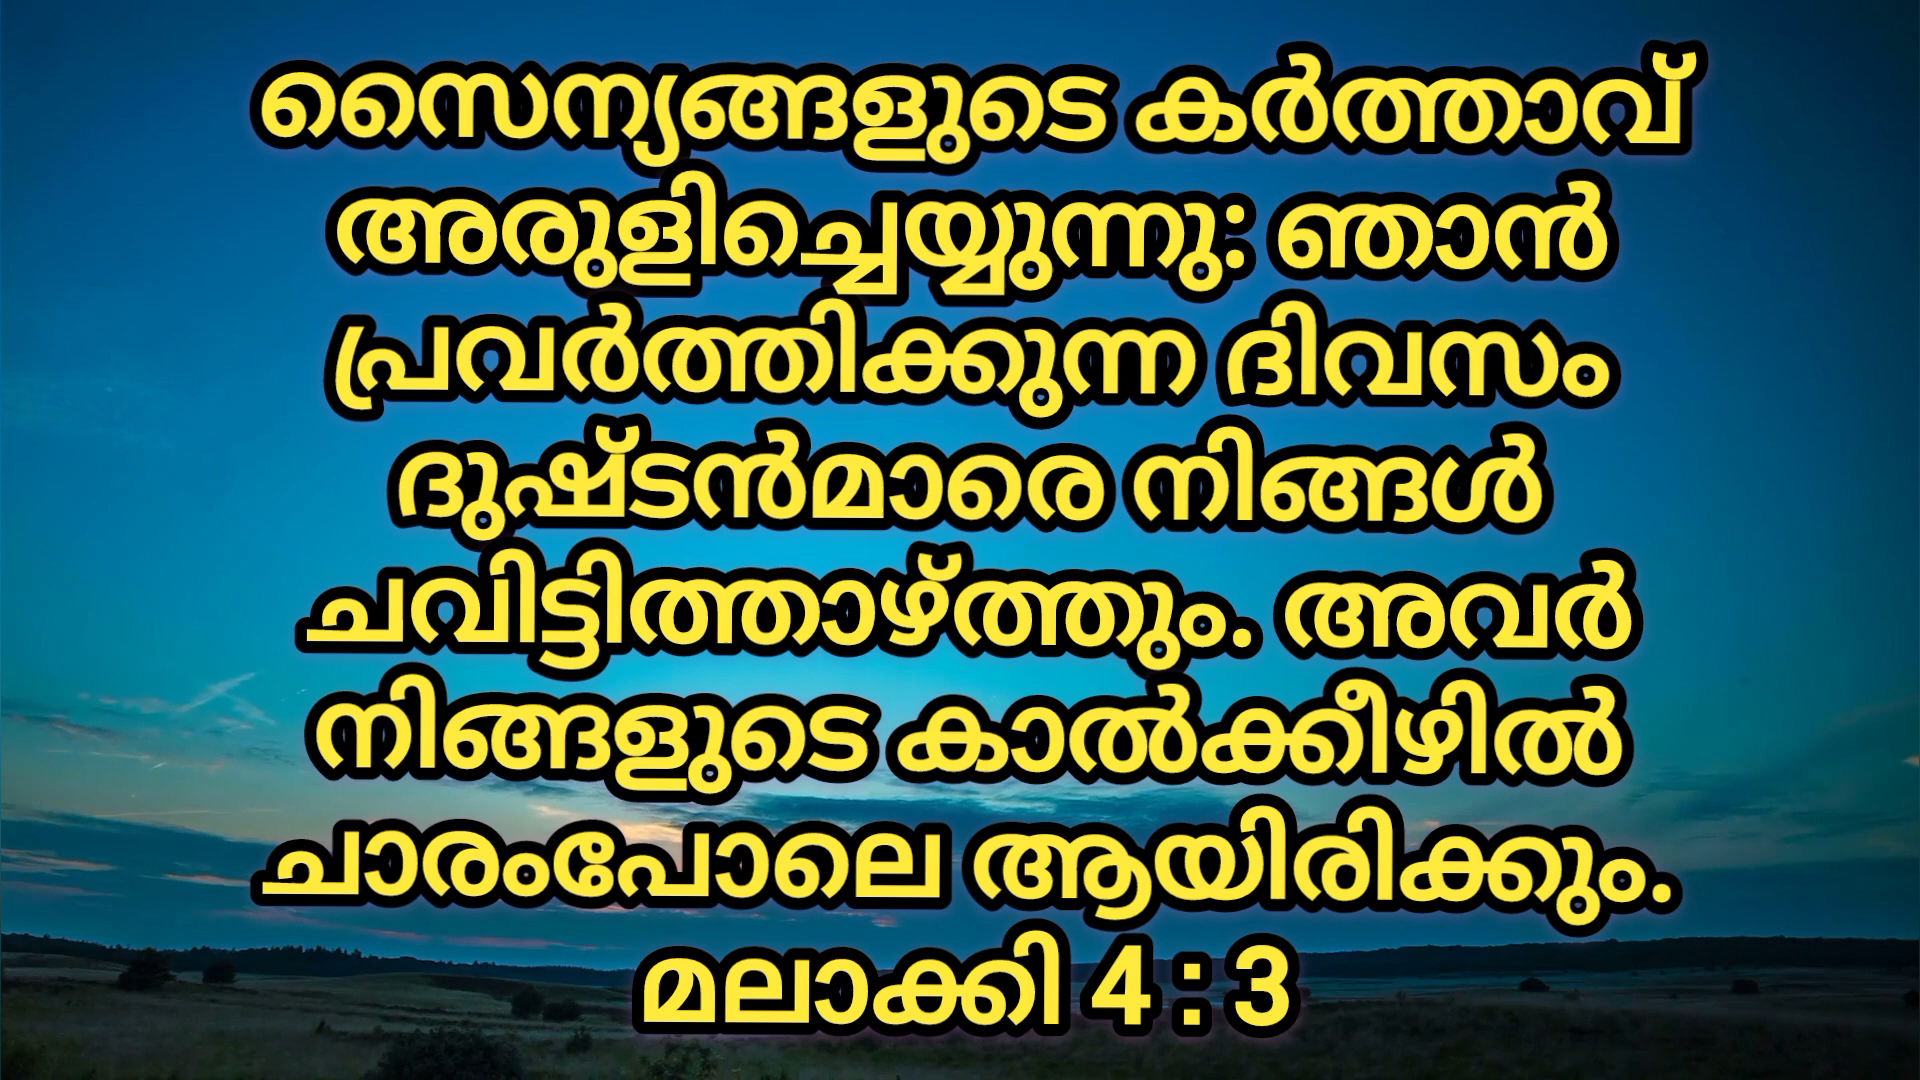 സൈന്യങ്ങളുടെ കർത്താവ്
അരുളിച്ചെയ്യുന്നു: ഞാൻ
പ്രവർത്തിക്കുന്ന ദിവസം
ദുഷ്ടൻമാരെ നിങ്ങൾ
ചവിട്ടിത്താഴ്ത്തും. അവർ
നിങ്ങളുടെ കാൽക്കീഴിൽ
ചാരംപോലെ ആയിരിക്കും.
മലാക്കി 4 : 3